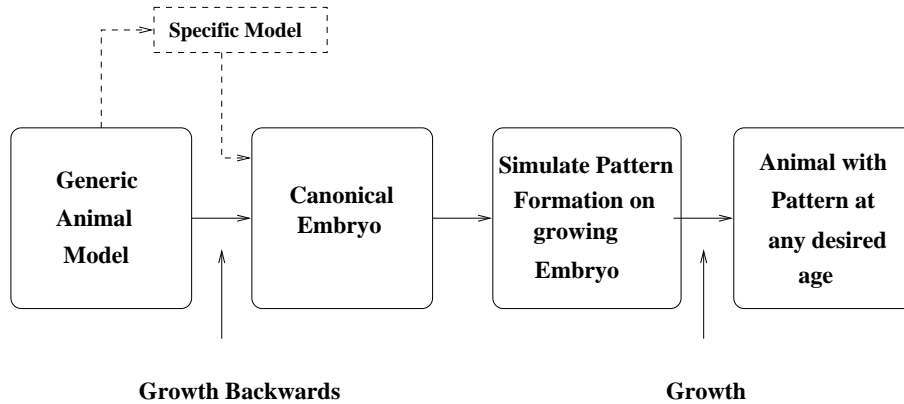 Specific Model
Generic
Animal
Model
Canonical
Embryo
Simulate Pattern
Formation on
growing
Embryo
Animal with
Pattern at
any desired
age
Growth Backwards
Growth